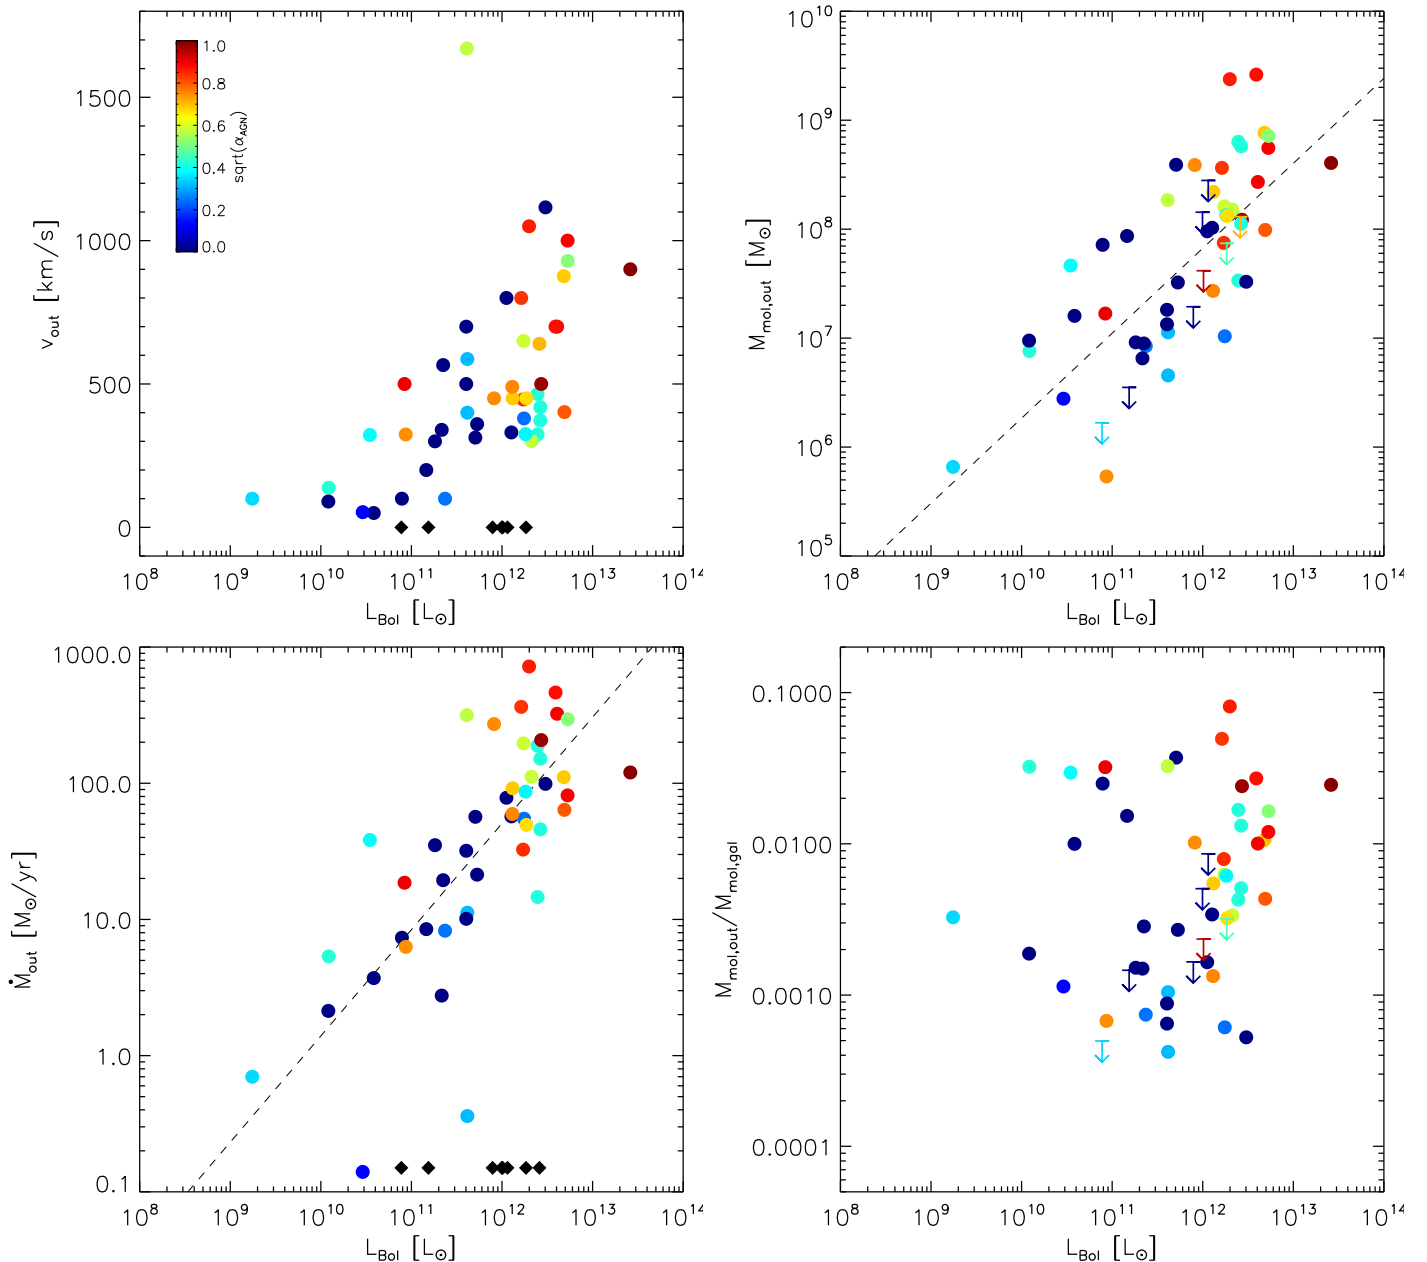 1500
1000
500
0
v_out [km/s]
1.0
0.8
0.6
0.4
0.2
0.0
sqrt(α_AGN)
10^8 10^9 10^10 10^11 10^12 10^13 10^14
L_Bol [L_⊙]
10^10
10^9
10^8
10^7
10^6
10^5
M_mol,out [M_⊙]
10^8 10^9 10^10 10^11 10^12 10^13 10^14
L_Bol [L_⊙]
1000.0
100.0
10.0
1.0
0.1
Ṁ_out [M_⊙/yr]
10^8 10^9 10^10 10^11 10^12 10^13 10^14
L_Bol [L_⊙]
0.1000
0.0100
0.0010
0.0001
M_mol,out/M_mol,gal
10^8 10^9 10^10 10^11 10^12 10^13 10^14
L_Bol [L_⊙]